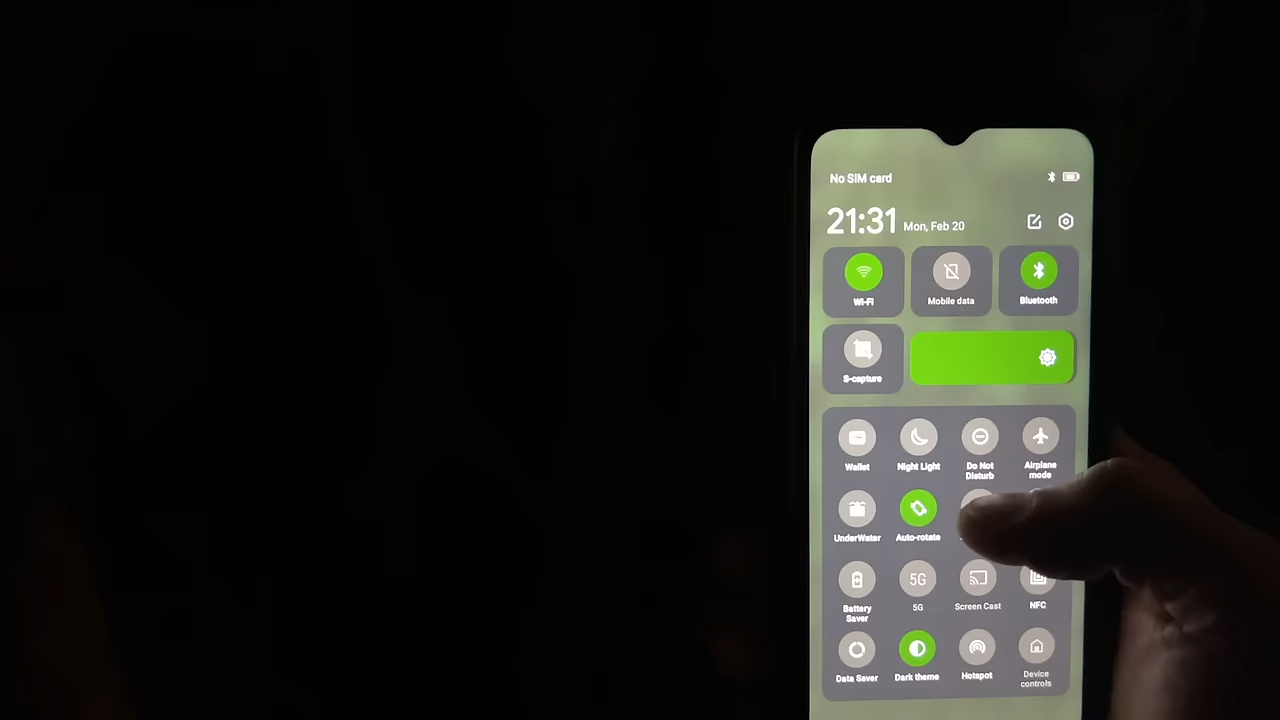 No SIM card
21:31 Mon, Feb 20
Wi-Fi
Mobile data
Bluetooth
S-capture
Wallet
Night Light
Do Not
Disturb
Airplane
mode
UnderWater
Auto-rotate
Battery
Saver
5G
5G
Screen Cast
NFC
Data Saver
Dark theme
Hotspot
Device
controls